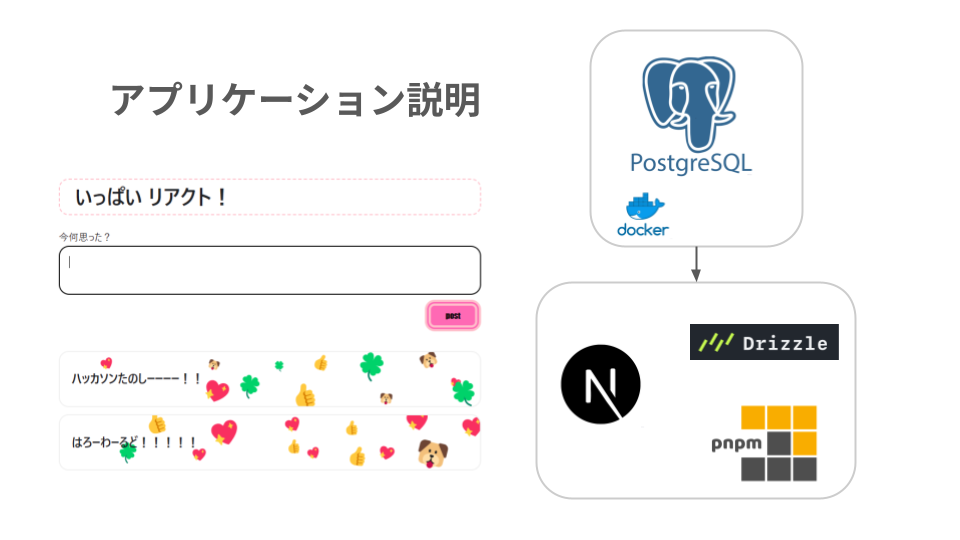 アプリケーション説明
いっぱい リアクト！
今何思った？
post
ハッカソンたのしーーーー！！
はろーわーるど！！！！！
PostgreSQL
docker
N
Drizzle
pnpm